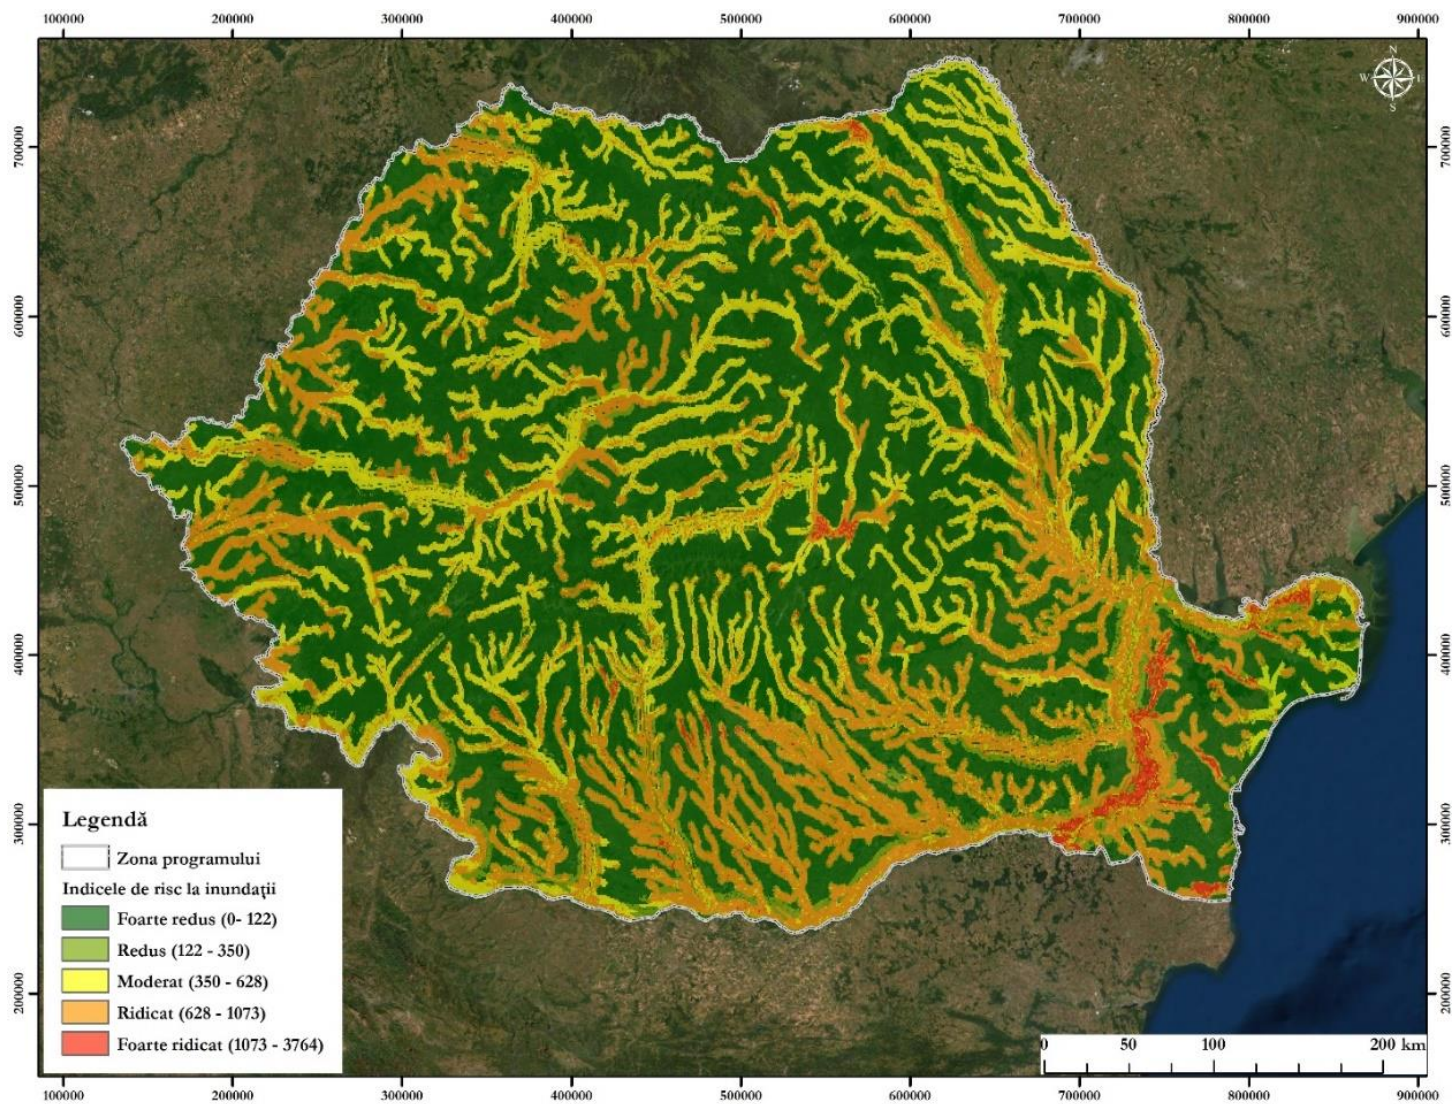 100000 200000 300000 400000 500000 600000 700000 800000 900000
N
W E
S
700000 700000
600000 600000
500000 500000
400000 400000
300000 300000
200000 200000
Legendă
Zona programului
Indicele de risc la inundații
Foarte redus (0- 122)
Redus (122 - 350)
Moderat (350 - 628)
Ridicat (628 - 1073)
Foarte ridicat (1073 - 3764)
0 50 100 200 km
100000 200000 300000 400000 500000 600000 700000 800000 900000